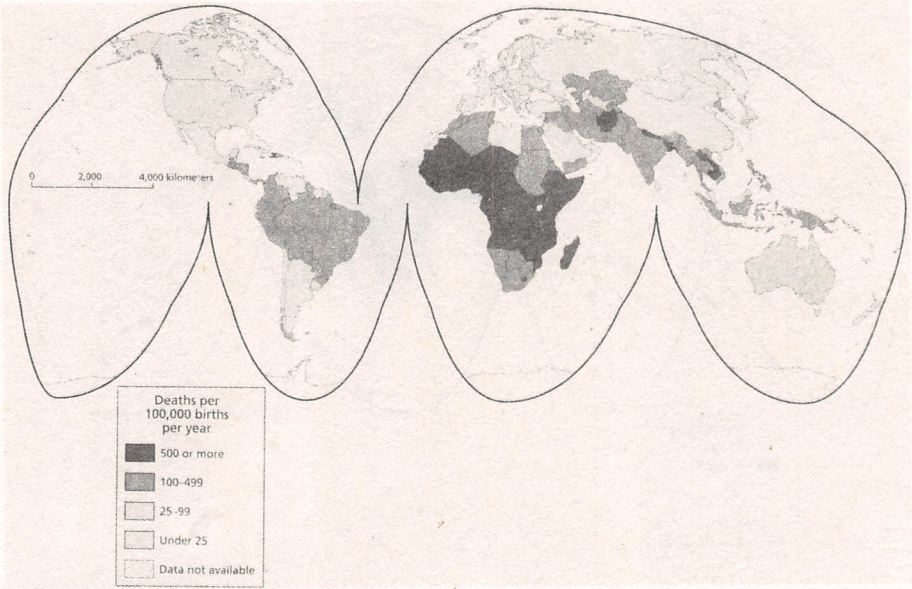 0 2,000 4,000 kilometers
Deaths per
100,000 births
per year
500 or more
100–499
25–99
Under 25
Data not available